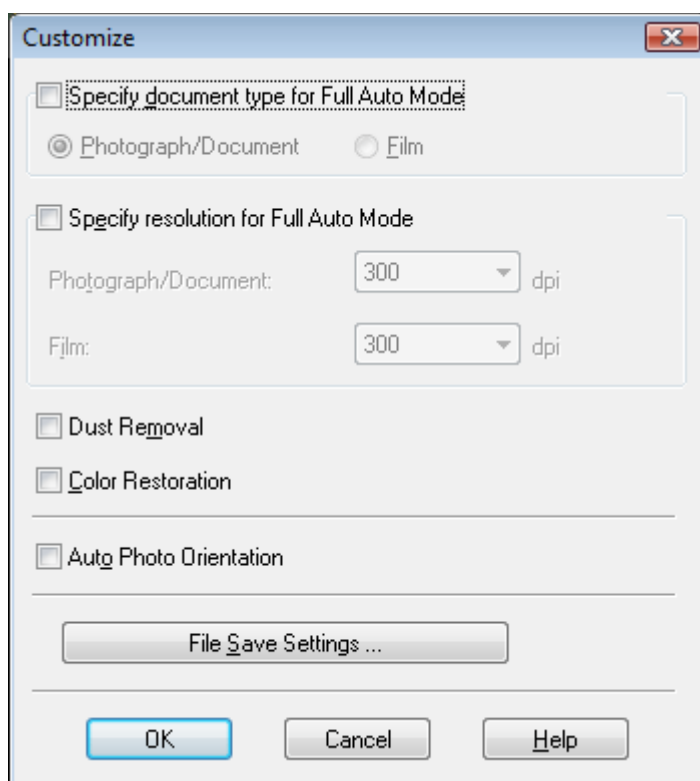 Customize
Specify document type for Full Auto Mode
Photograph/Document Film
Specify resolution for Full Auto Mode
Photograph/Document: 300 dpi
Film: 300 dpi
Dust Removal
Color Restoration
Auto Photo Orientation
File Save Settings ...
OK Cancel Help